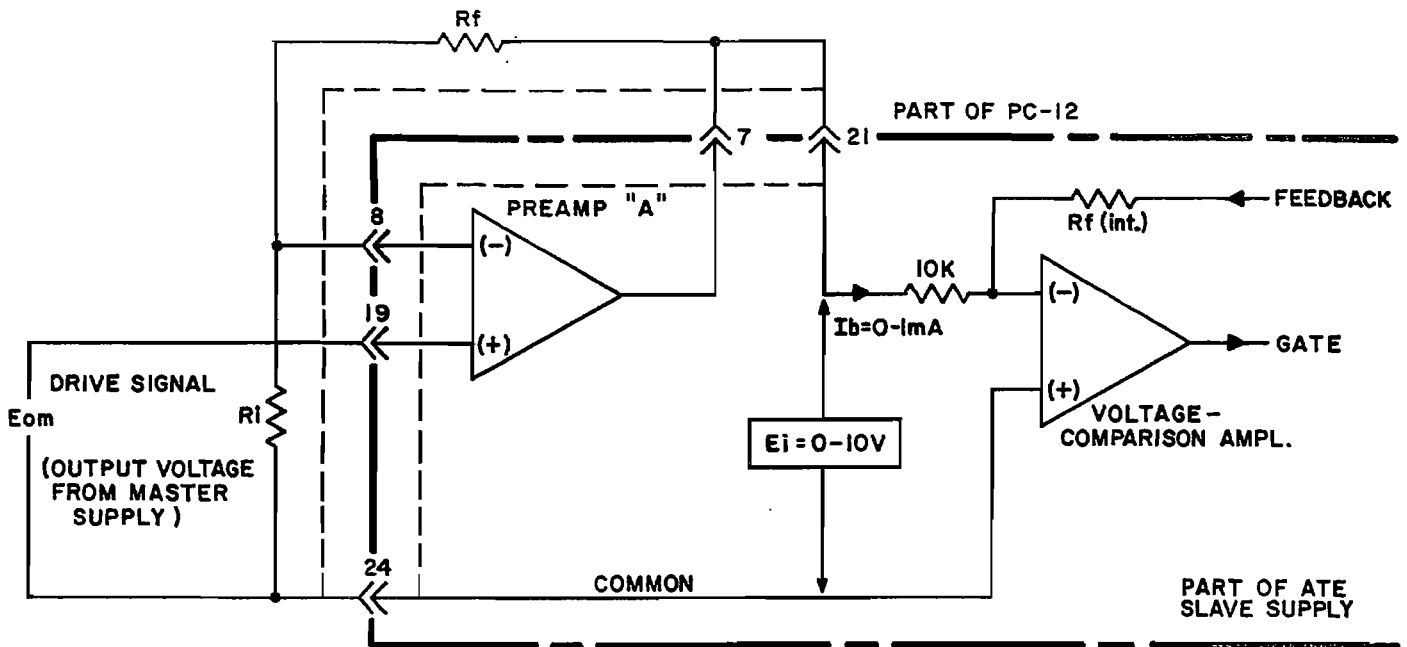 Rf
PART OF PC-12
7
21
PREAMP "A"
8
(-)
FEEDBACK
Rf (int.)
10K
(-)
19
Ib=0-1mA
(+)
GATE
DRIVE SIGNAL
Ri
Eom
(+)
VOLTAGE-
COMPARISON AMPL.
Ei=0-10V
(OUTPUT VOLTAGE
FROM MASTER
SUPPLY)
24
COMMON
PART OF ATE
SLAVE SUPPLY